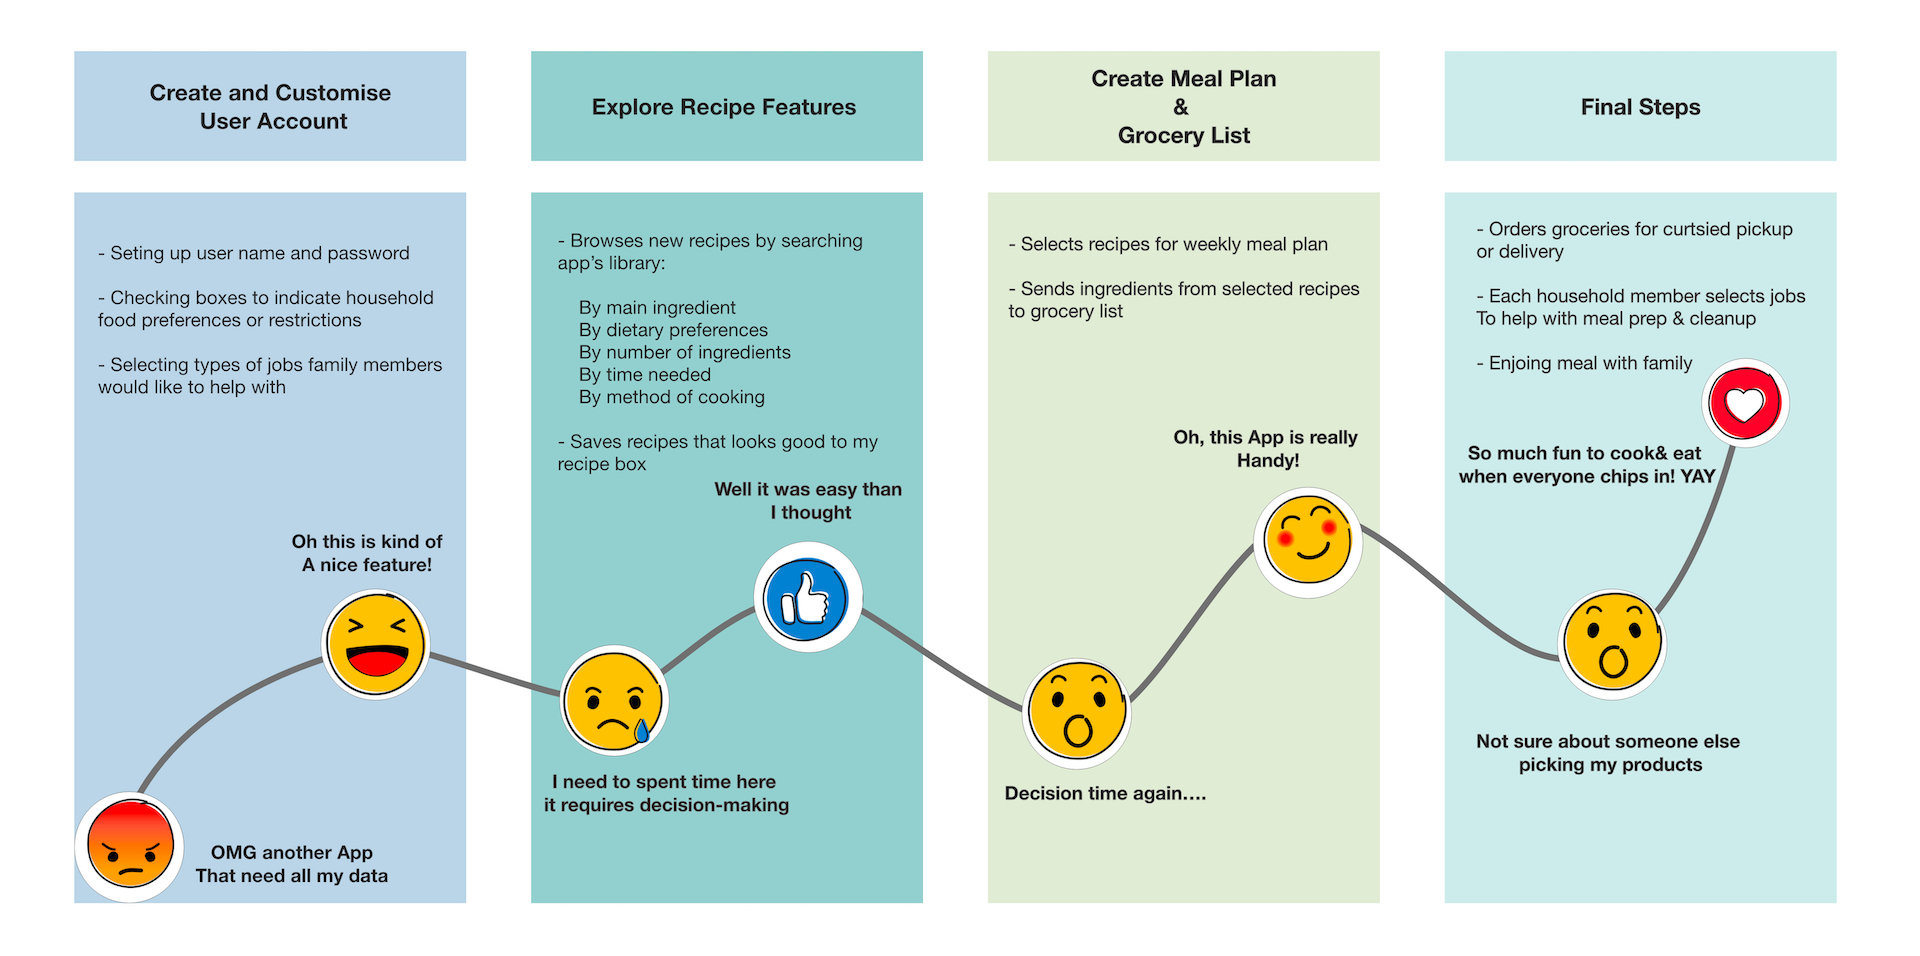 Create and Customise
User Account
- Seting up user name and password
- Checking boxes to indicate household
food preferences or restrictions
- Selecting types of jobs family members
would like to help with
Oh this is kind of
A nice feature!
OMG another App
That need all my data
Explore Recipe Features
- Browses new recipes by searching
app’s library:
By main ingredient
By dietary preferences
By number of ingredients
By time needed
By method of cooking
- Saves recipes that looks good to my
recipe box
Well it was easy than
I thought
I need to spent time here
it requires decision-making
Create Meal Plan
&
Grocery List
- Selects recipes for weekly meal plan
- Sends ingredients from selected recipes
to grocery list
Oh, this App is really
Handy!
Decision time again....
Final Steps
- Orders groceries for curtsied pickup
or delivery
- Each household member selects jobs
To help with meal prep & cleanup
- Enjoing meal with family
So much fun to cook& eat
when everyone chips in! YAY
Not sure about someone else
picking my products